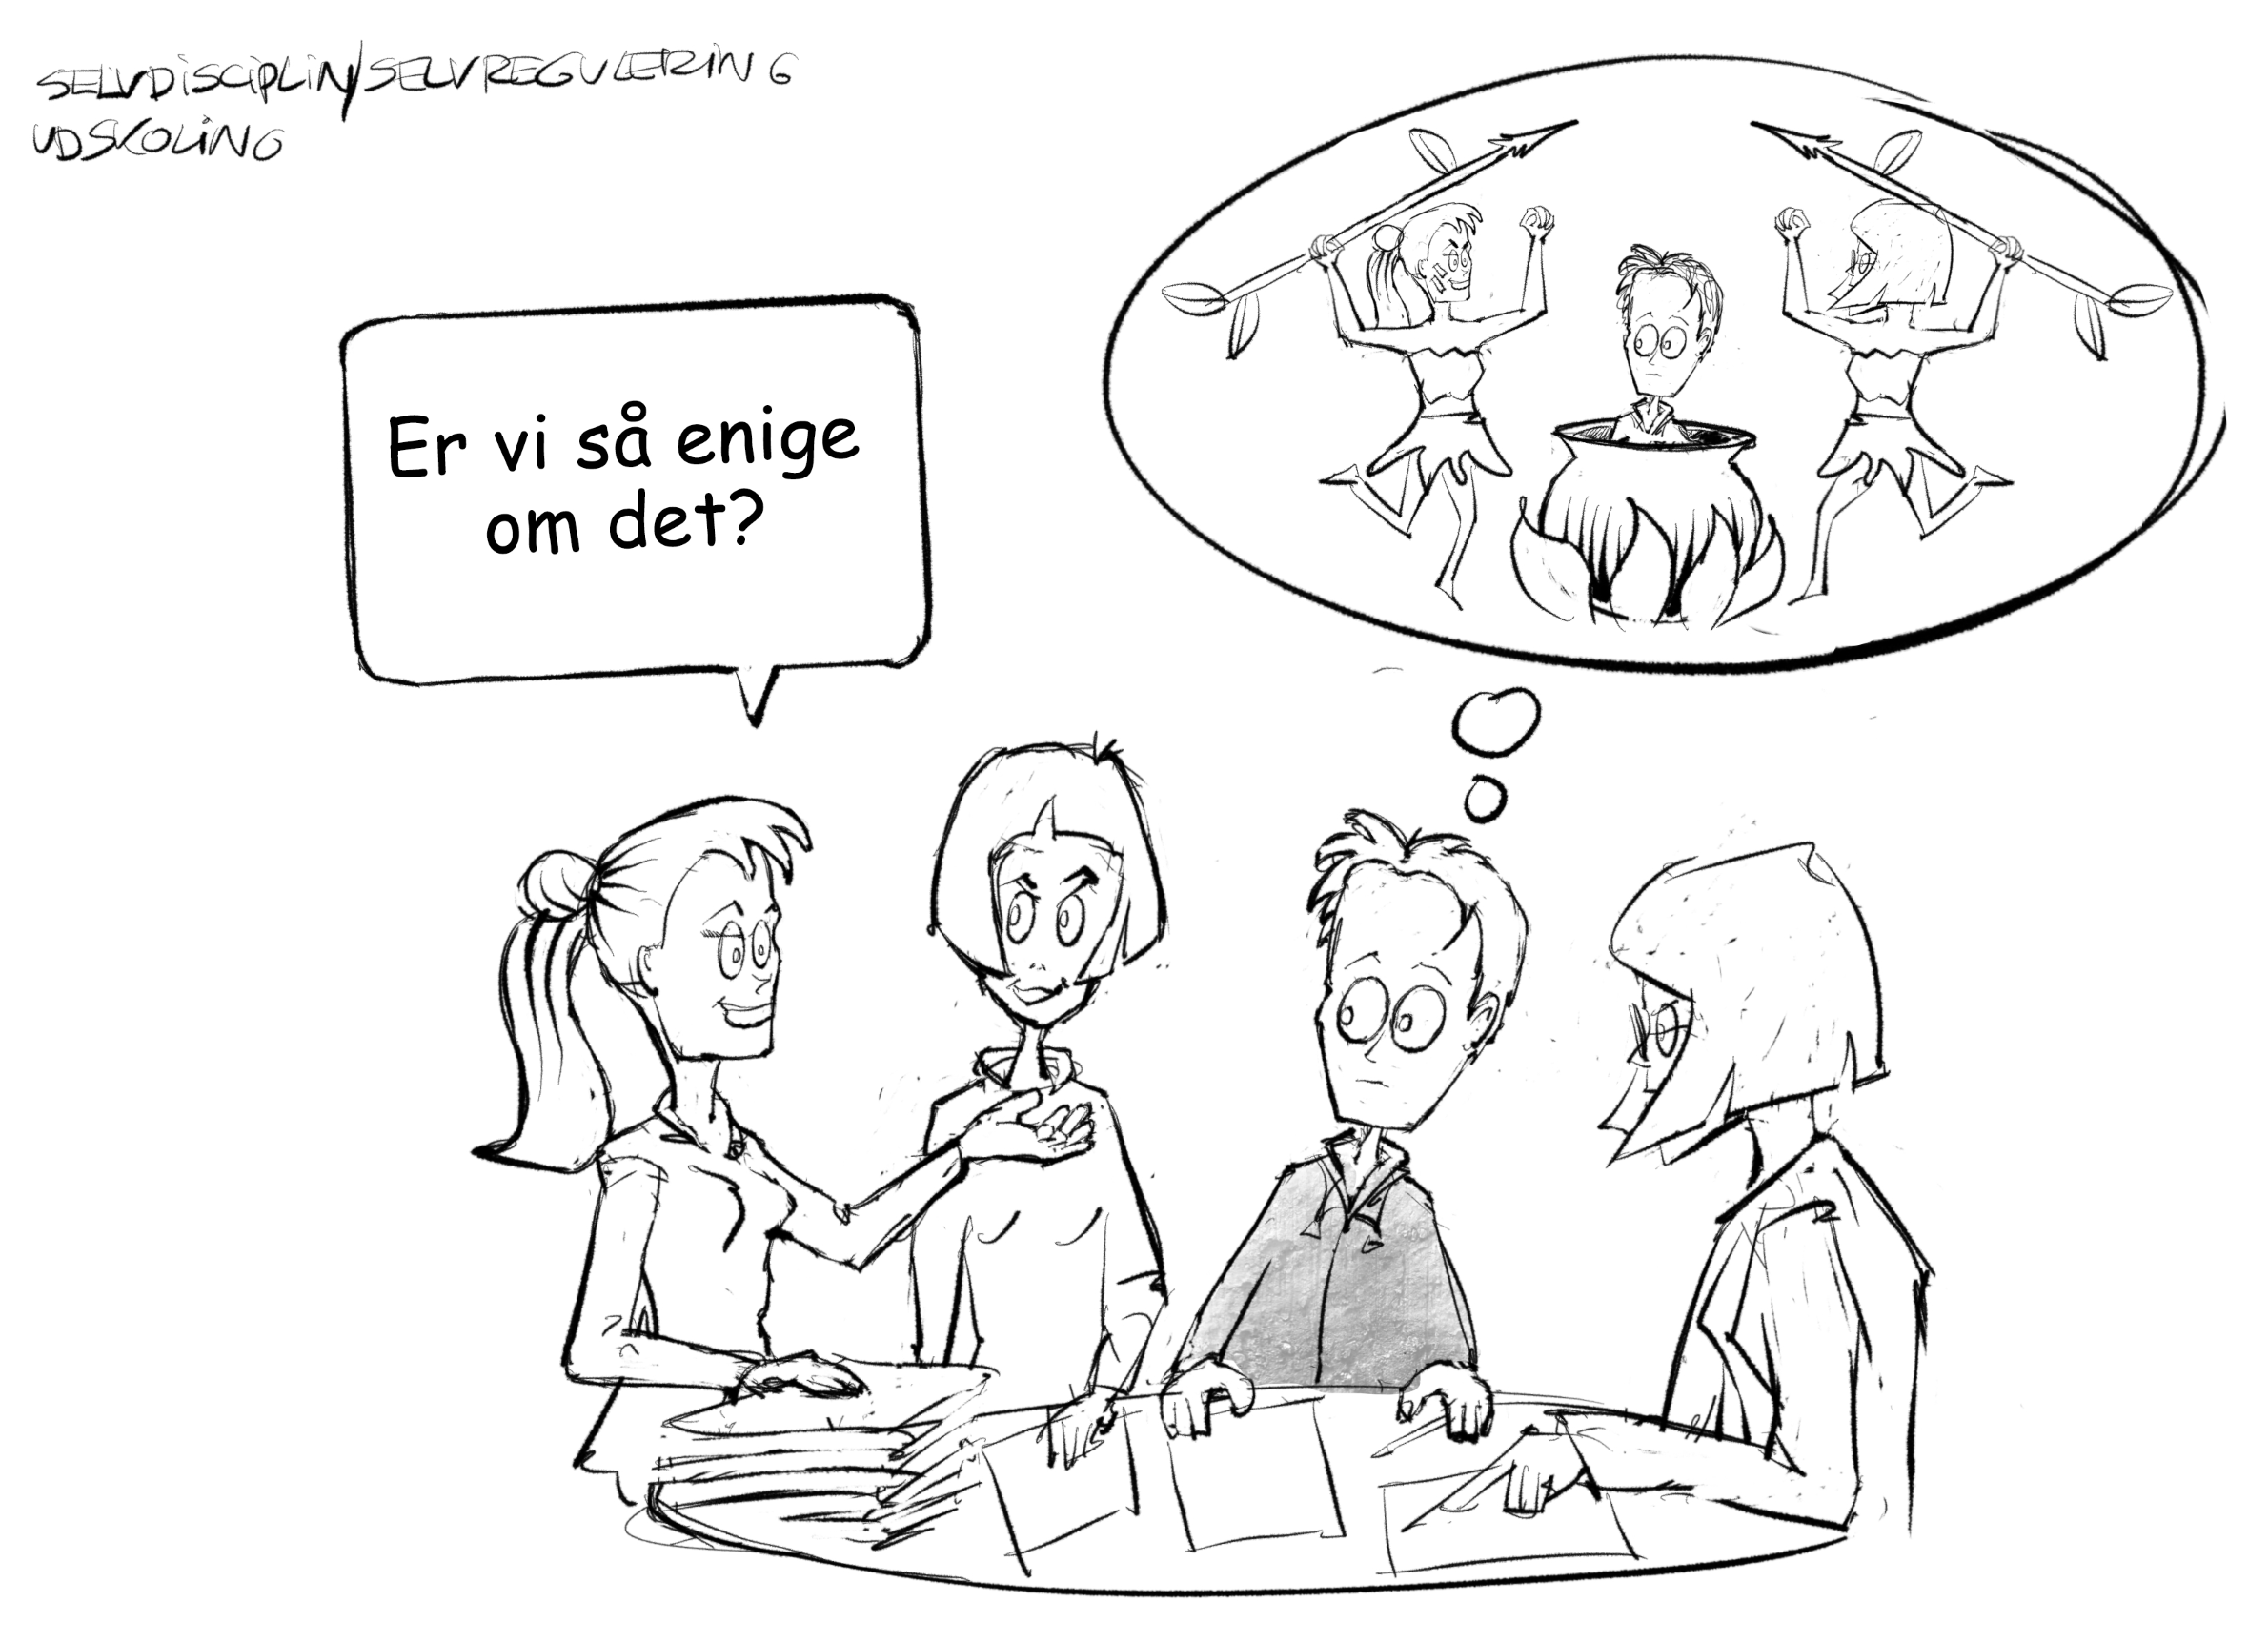 SELVDISCIPLIN/SELVREGULERING
UDSKOLING
Er vi så enige
om det?